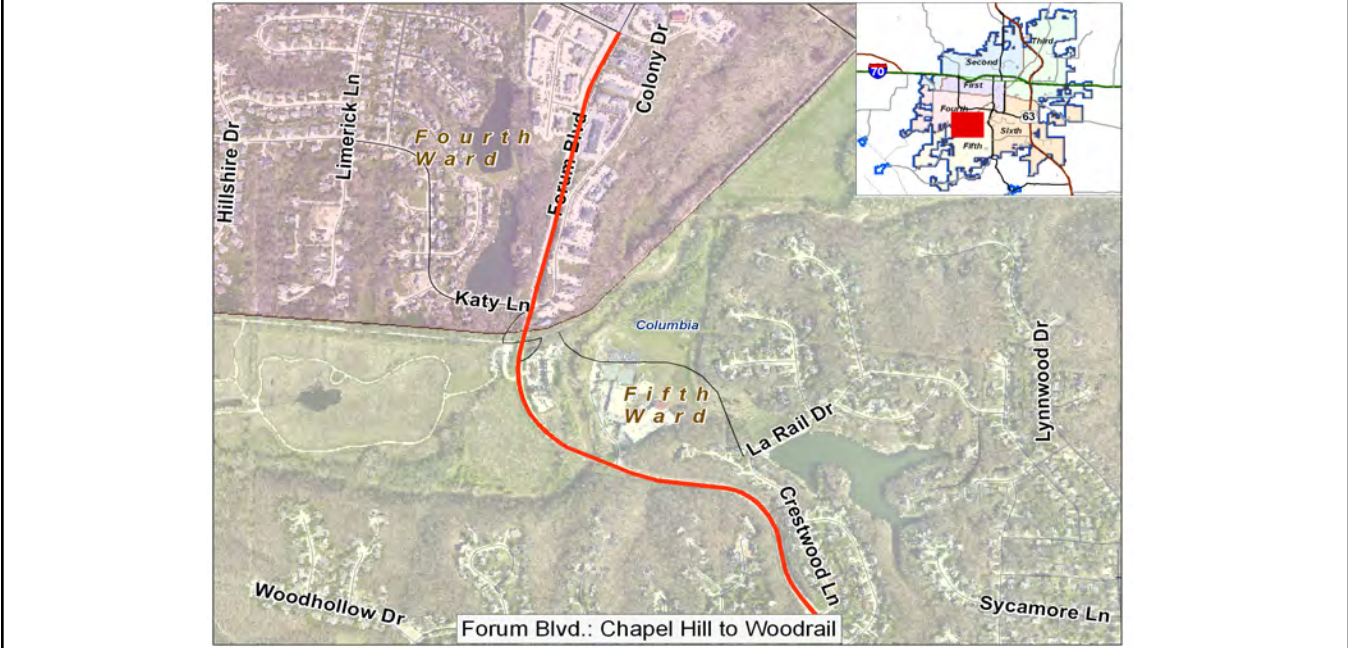 Hillshire Dr
Limerick Ln
Fourth
Ward
Forum Blvd
Colony Dr
Katy Ln
Columbia
Fifth
Ward
La Rail Dr
Lynnwood Dr
Crestwood Ln
Woodhollow Dr
Sycamore Ln
Forum Blvd.: Chapel Hill to Woodrail
70
Third
Second
First
Fourth
63
Sixth
Fifth